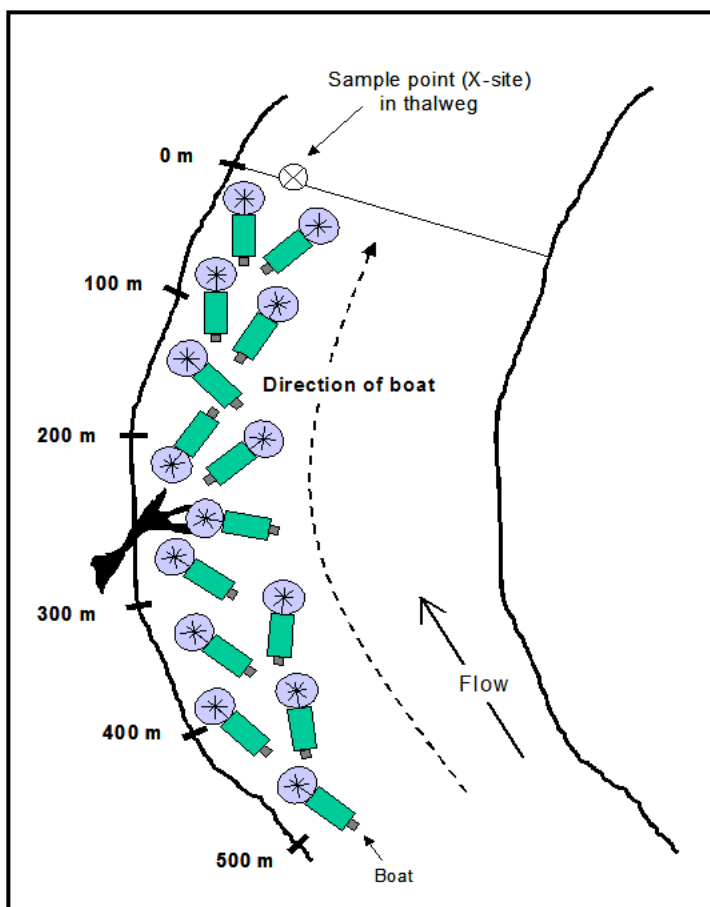 Sample point (X-site)
in thalweg
0 m
100 m
Direction of boat
200 m
300 m
Flow
400 m
500 m
Boat